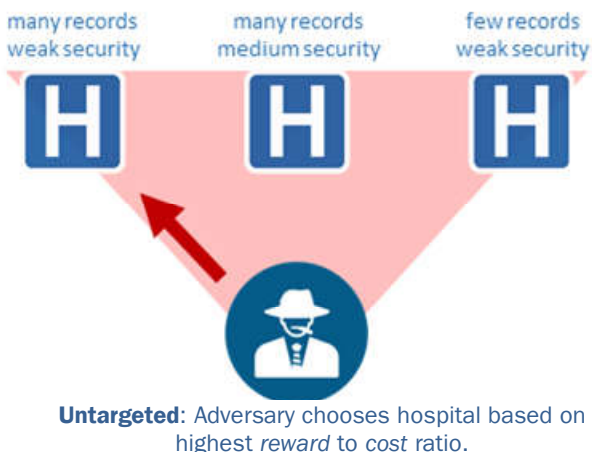 many records
weak security
many records
medium security
few records
weak security
H
H
H
Untargeted: Adversary chooses hospital based on
highest reward to cost ratio.